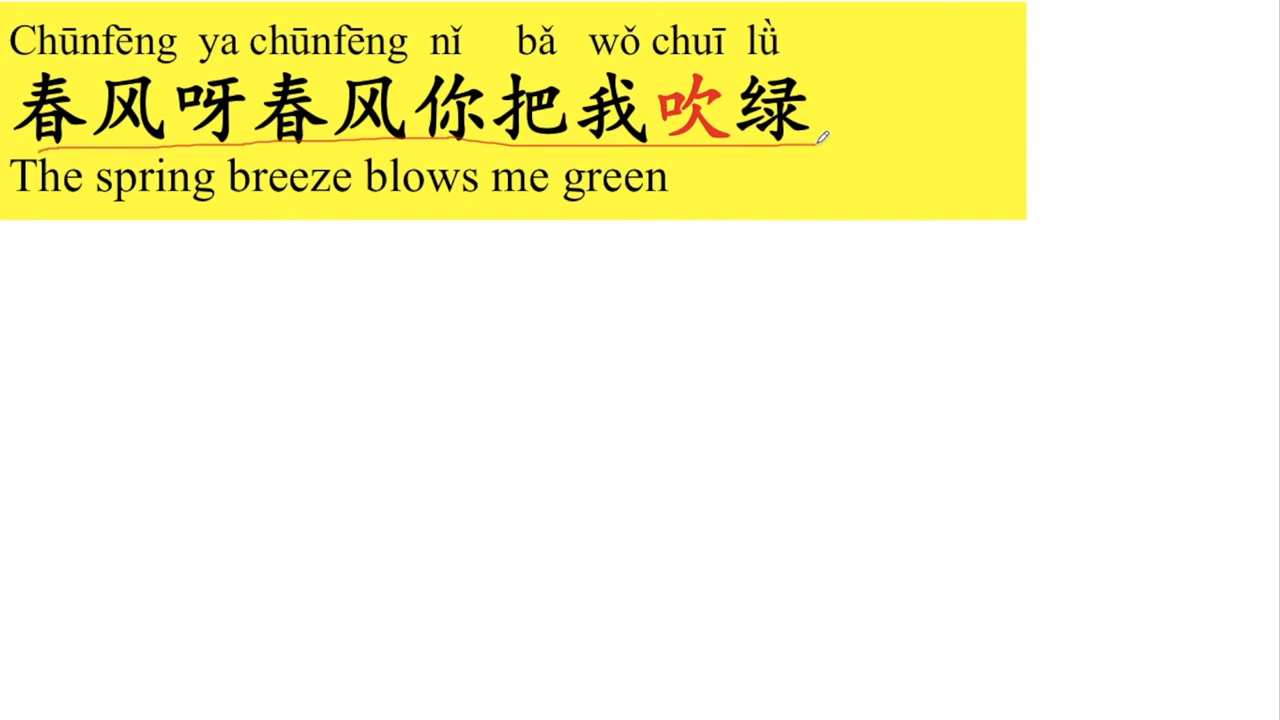 Chūnfēng ya chūnfēng nǐ bǎ wǒ chuī lǜ
春风呀春风你把我吹绿
The spring breeze blows me green